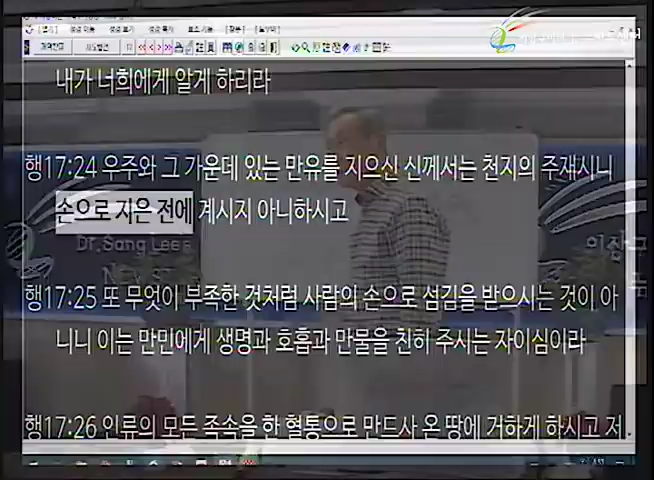 내가 너희에게 알게 하리라
행17:24 우주와 그 가운데 있는 만유를 지으신 신께서는 천지의 주재시니
손으로 지은 전에 계시지 아니하시고
Dr. Sang Lee
행17:25 또 무엇이 부족한 것처럼 사람의 손으로 섬김을 받으시는 것이 아
니니 이는 만민에게 생명과 호흡과 만물을 친히 주시는 자이심이라
행17:26 인류의 모든 족속을 한 혈통으로 만드사 온 땅에 거하게 하시고 저